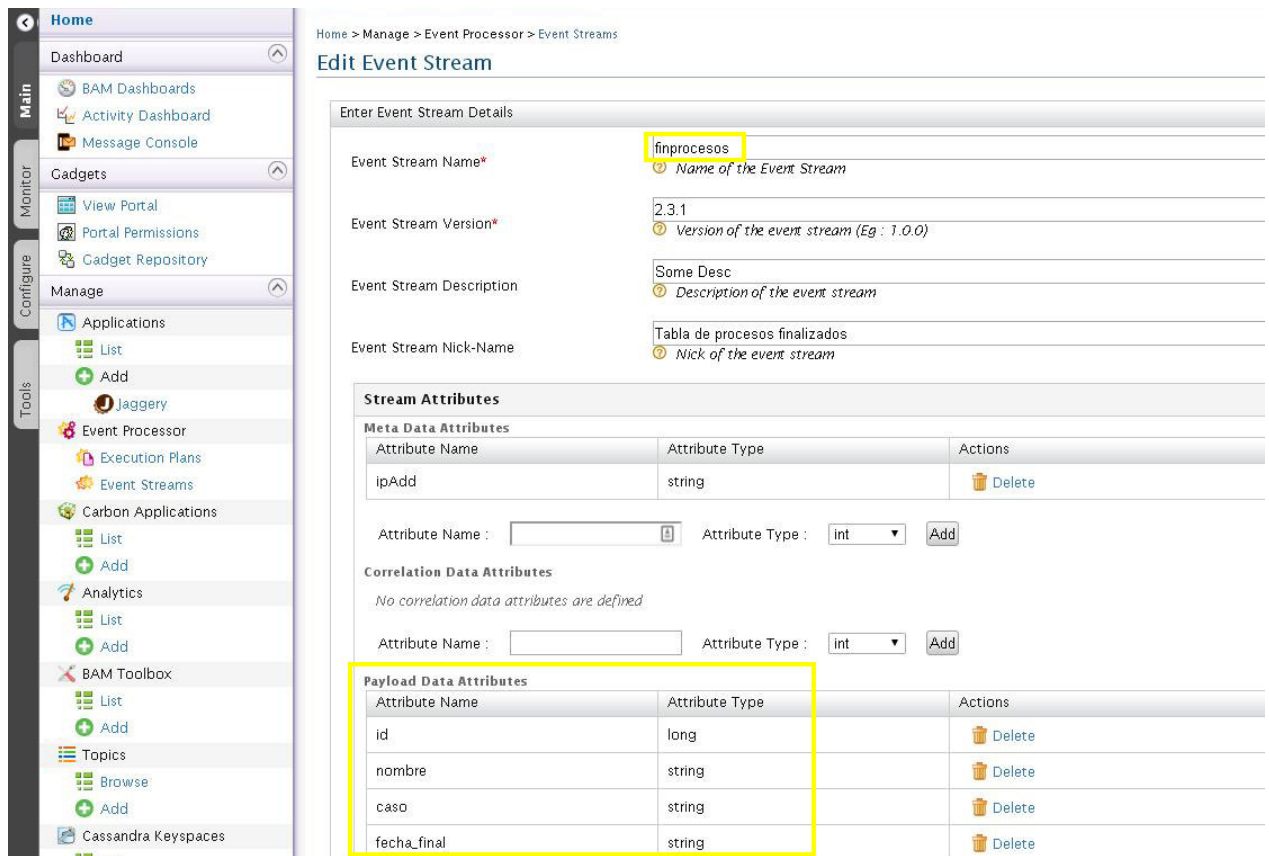 Home
Dashboard
BAM Dashboards
Activity Dashboard
Message Console
Gadgets
View Portal
Portal Permissions
Gadget Repository
Manage
Applications
List
Add
Jaggery
Event Processor
Execution Plans
Event Streams
Carbon Applications
List
Add
Analytics
List
Add
BAM Toolbox
List
Add
Topics
Browse
Add
Cassandra Keyspaces
Main
Monitor
Configure
Tools
Home > Manage > Event Processor > Event Streams
Edit Event Stream
Enter Event Stream Details
Event Stream Name* finprocesos
Name of the Event Stream
Event Stream Version* 2.3.1
Version of the event stream (Eg : 1.0.0)
Event Stream Description Some Desc
Description of the event stream
Event Stream Nick-Name Tabla de procesos finalizados
Nick of the event stream
Stream Attributes
Meta Data Attributes
Attribute Name Attribute Type Actions
ipAdd string Delete
Attribute Name : Attribute Type : int Add
Correlation Data Attributes
No correlation data attributes are defined
Attribute Name : Attribute Type : int Add
Payload Data Attributes
Attribute Name Attribute Type Actions
id long Delete
nombre string Delete
caso string Delete
fecha_final string Delete